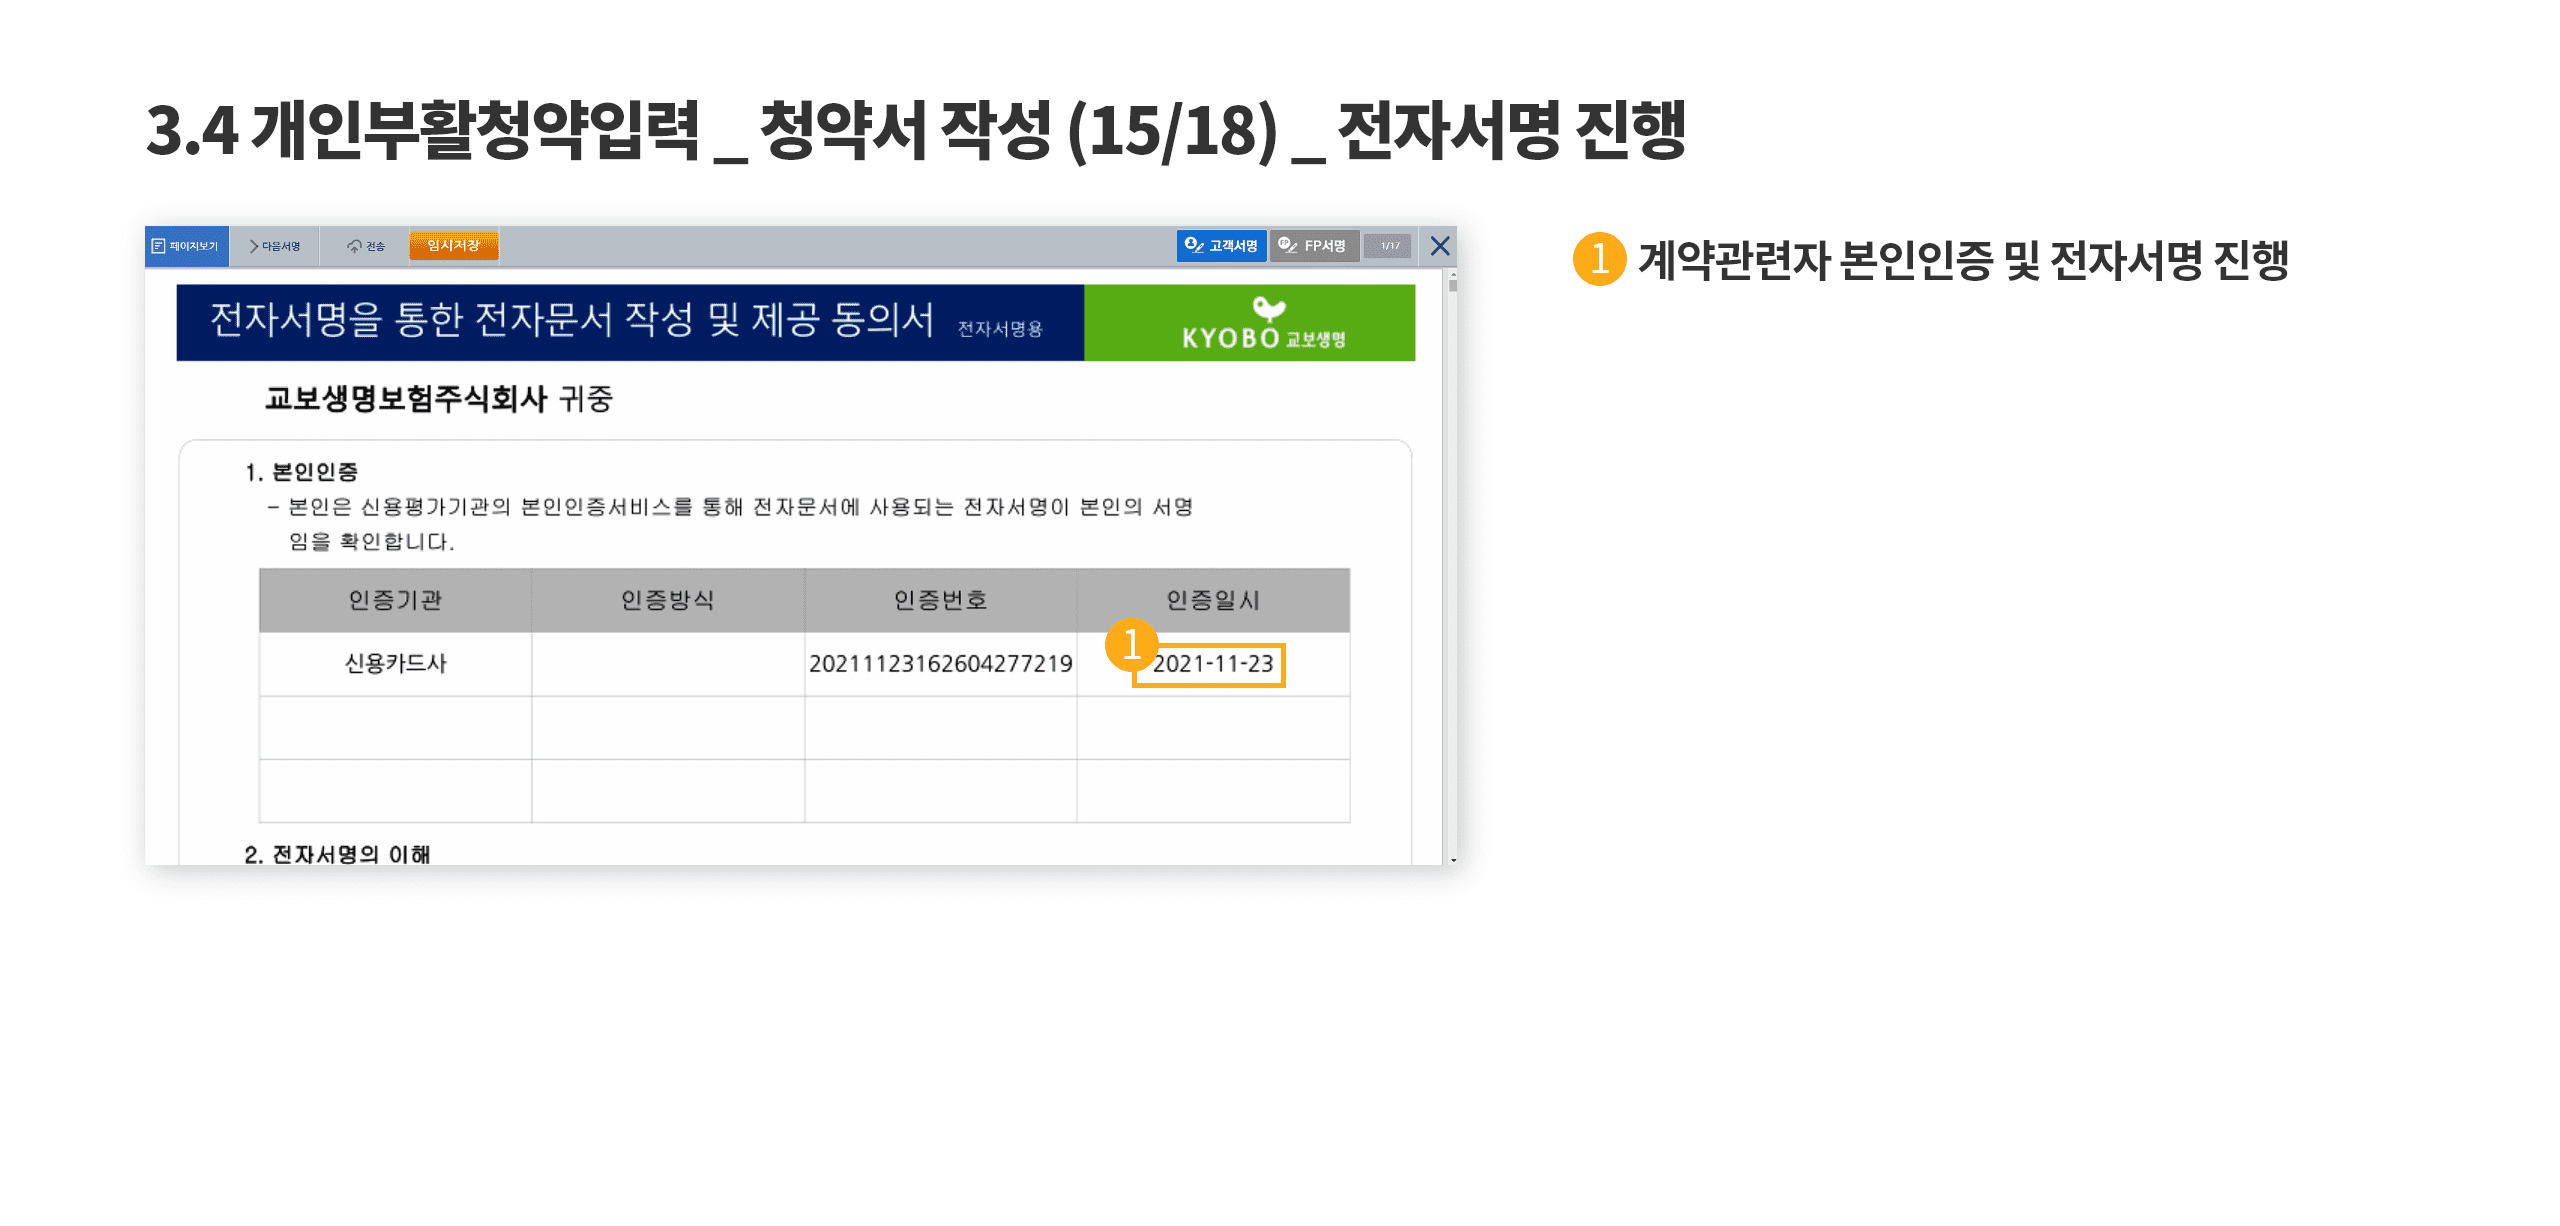 3.4 개인부활청약입력 _ 청약서 작성 (15/18) _ 전자서명 진행
페이지보기 다음서명 전송 임시저장 고객서명 FP FP서명 1/17
전자서명을 통한 전자문서 작성 및 제공 동의서 전자서명용
KYOBO 교보생명
교보생명보험주식회사 귀중
1. 본인인증
- 본인은 신용평가기관의 본인인증서비스를 통해 전자문서에 사용되는 전자서명이 본인의 서명
임을 확인합니다.
인증기관 인증방식 인증번호 인증일시
신용카드사 20211123162604277219 1 2021-11-23
2. 전자서명의 이해
1 계약관련자 본인인증 및 전자서명 진행